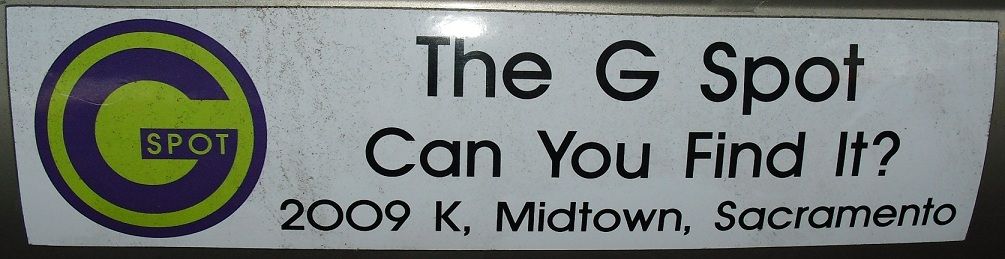 The G Spot
G SPOT
Can You Find It?
2009 K, Midtown, Sacramento